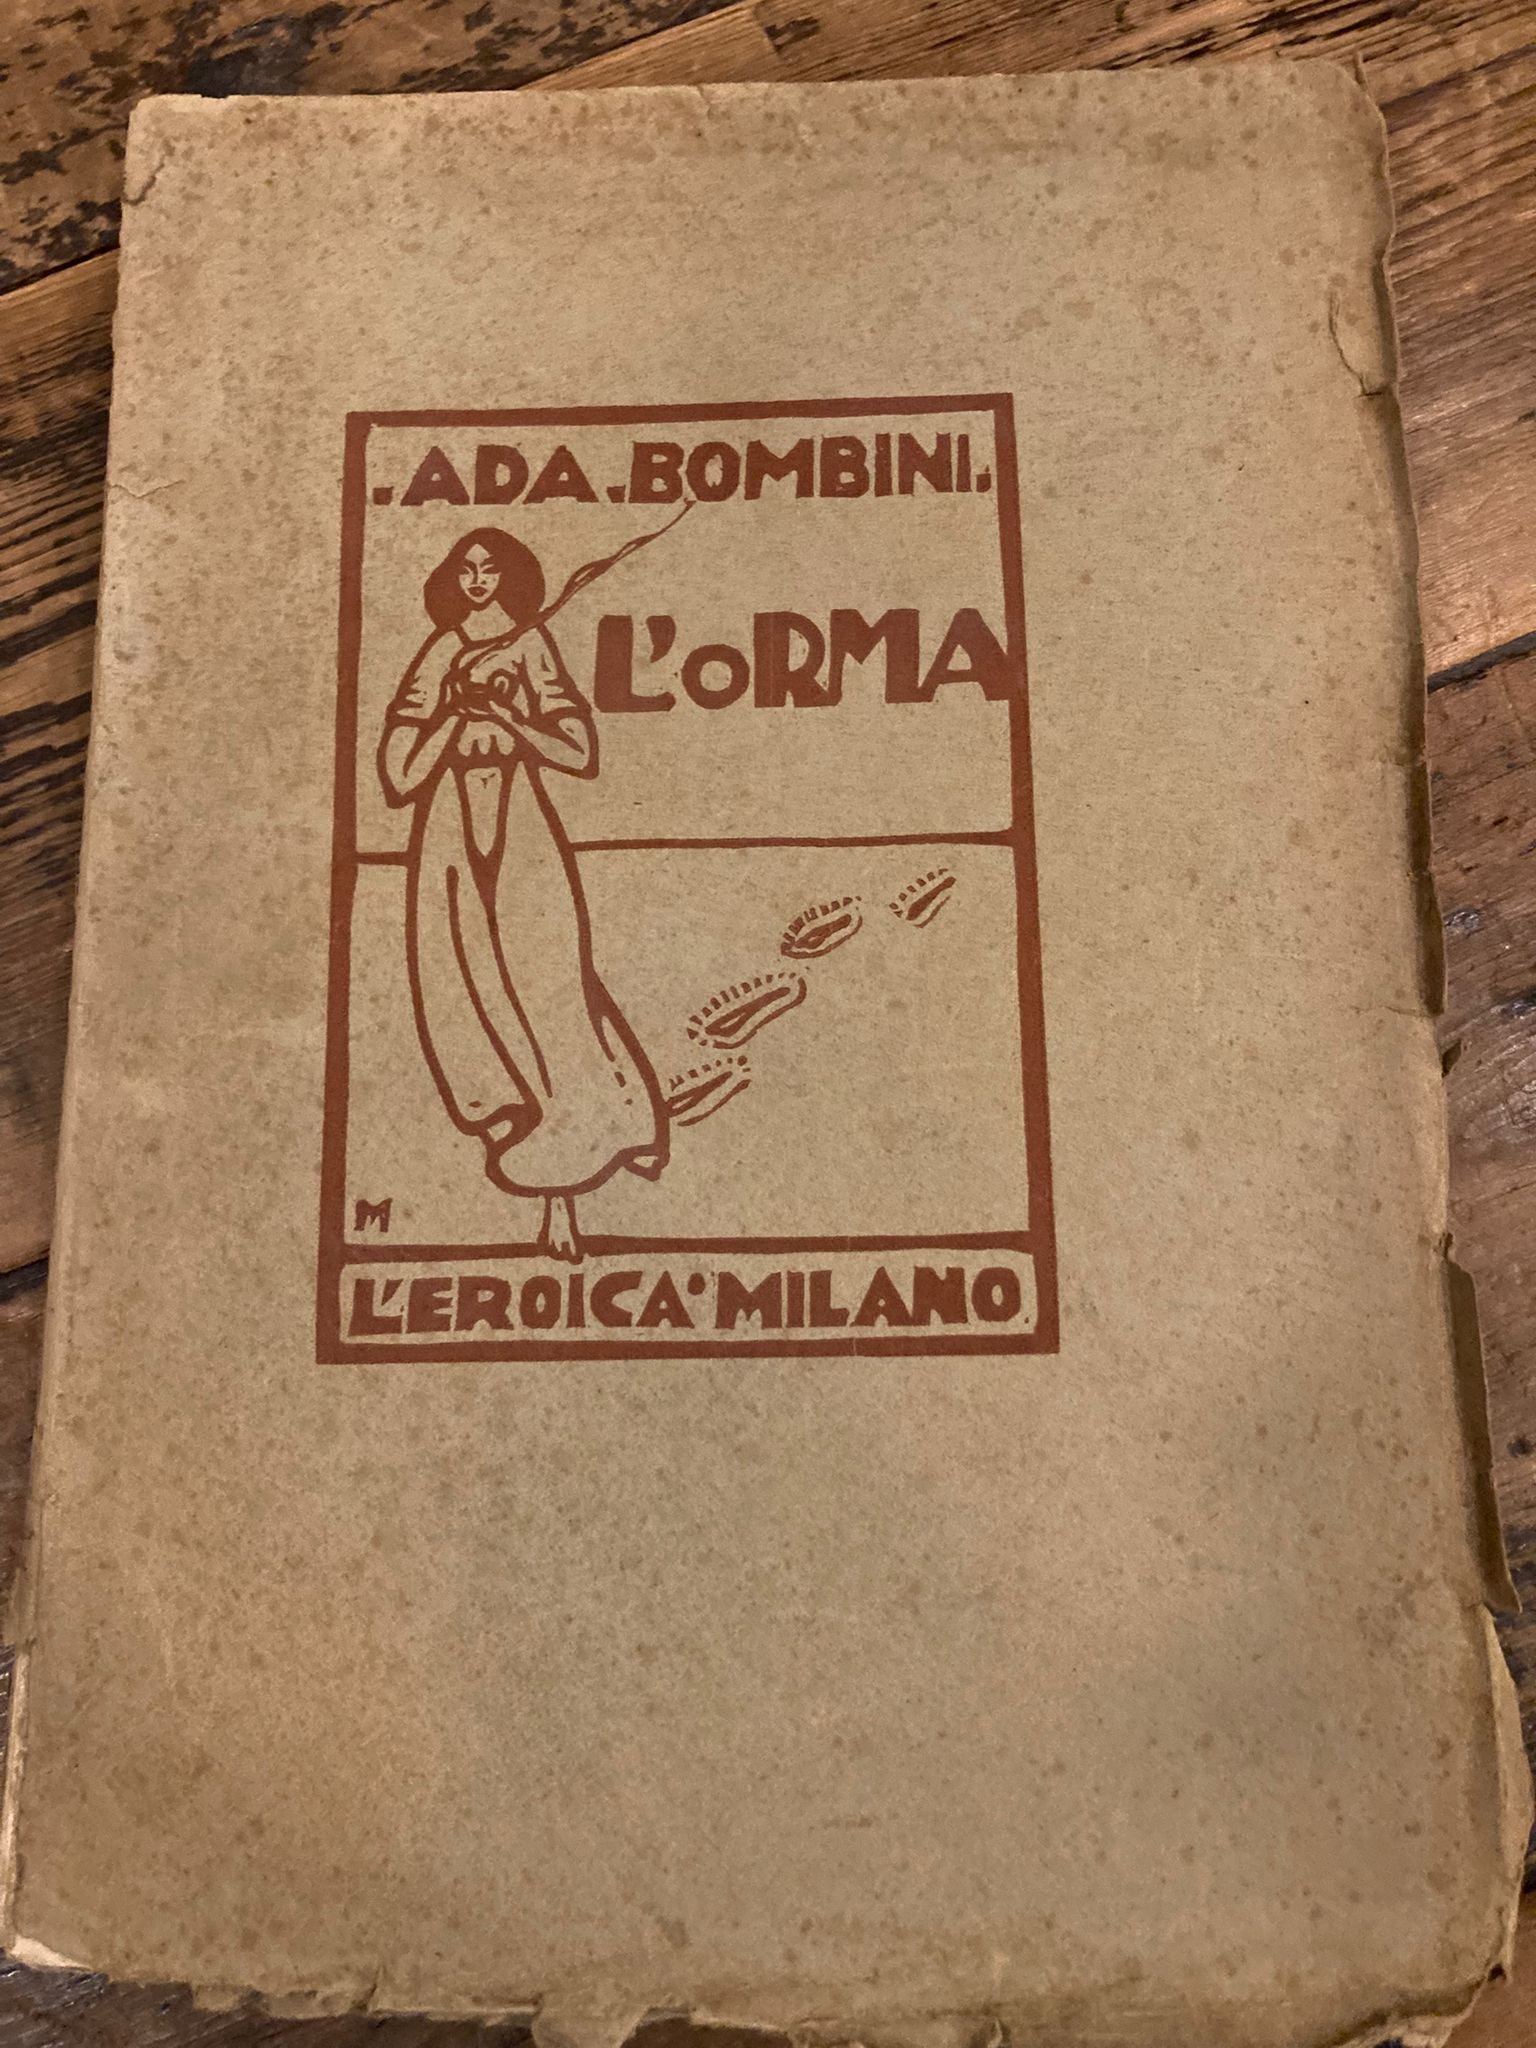 .ADA.BOMBINI.
L'oRMA
M
L'EROICA·MILANO